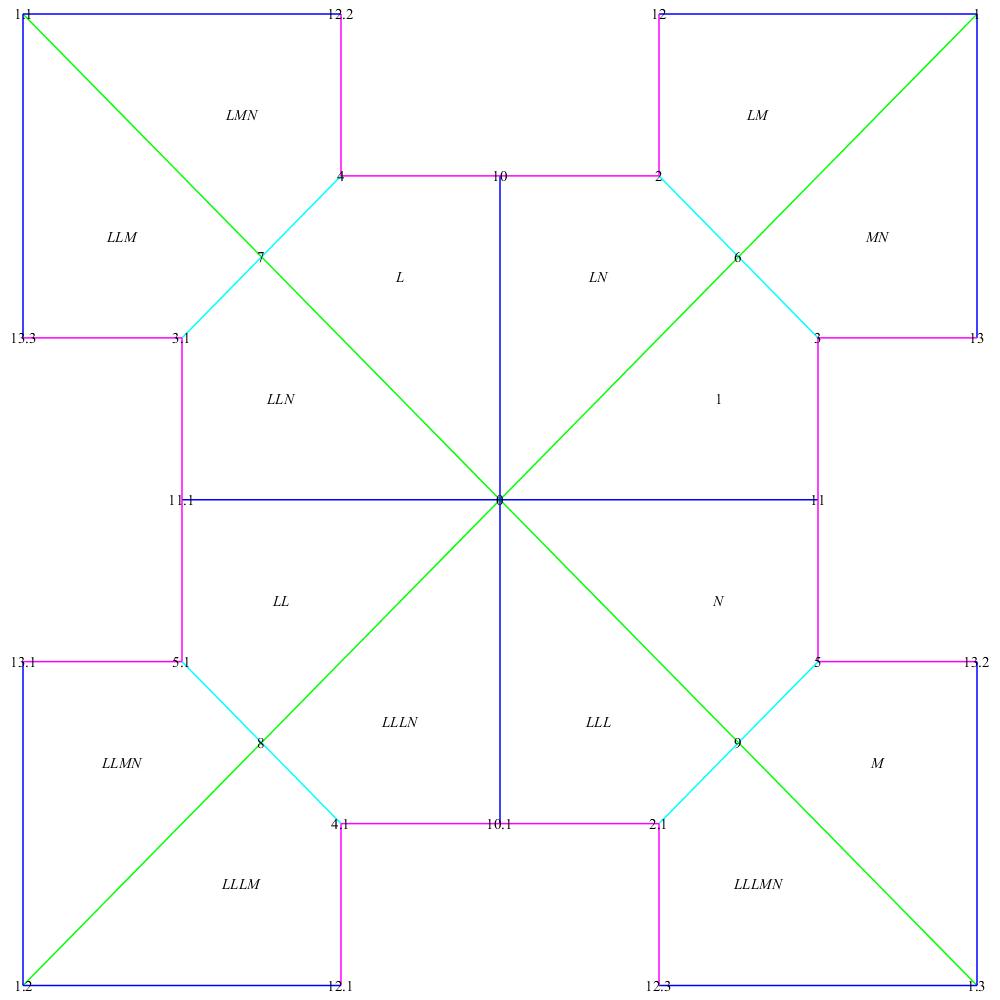 1.1 12.2 12 1
LMN LM
4 10 2
LLM MN
7 6
L LN
13.3 3.1 3 13
LLN 1
11.1 0 11
LL N
13.1 5.1 5 13.2
LLLN LLL
8 9
LLMN M
4.1 10.1 2.1
LLLM LLLMN
1.2 12.1 12.3 1.3